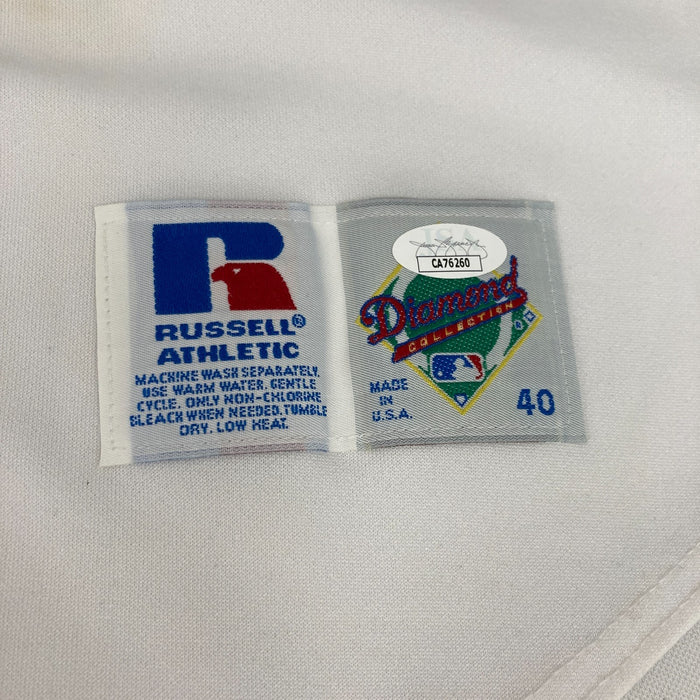 R
RUSSELL®
ATHLETIC
MACHINE WASH SEPARATELY.
USE WARM WATER. GENTLE
CYCLE. ONLY NON-CHLORINE
BLEACH WHEN NEEDED. TUMBLE
DRY. LOW HEAT.
JSA
CA76260
Diamond
COLLECTION
MADE
IN
U.S.A.
40